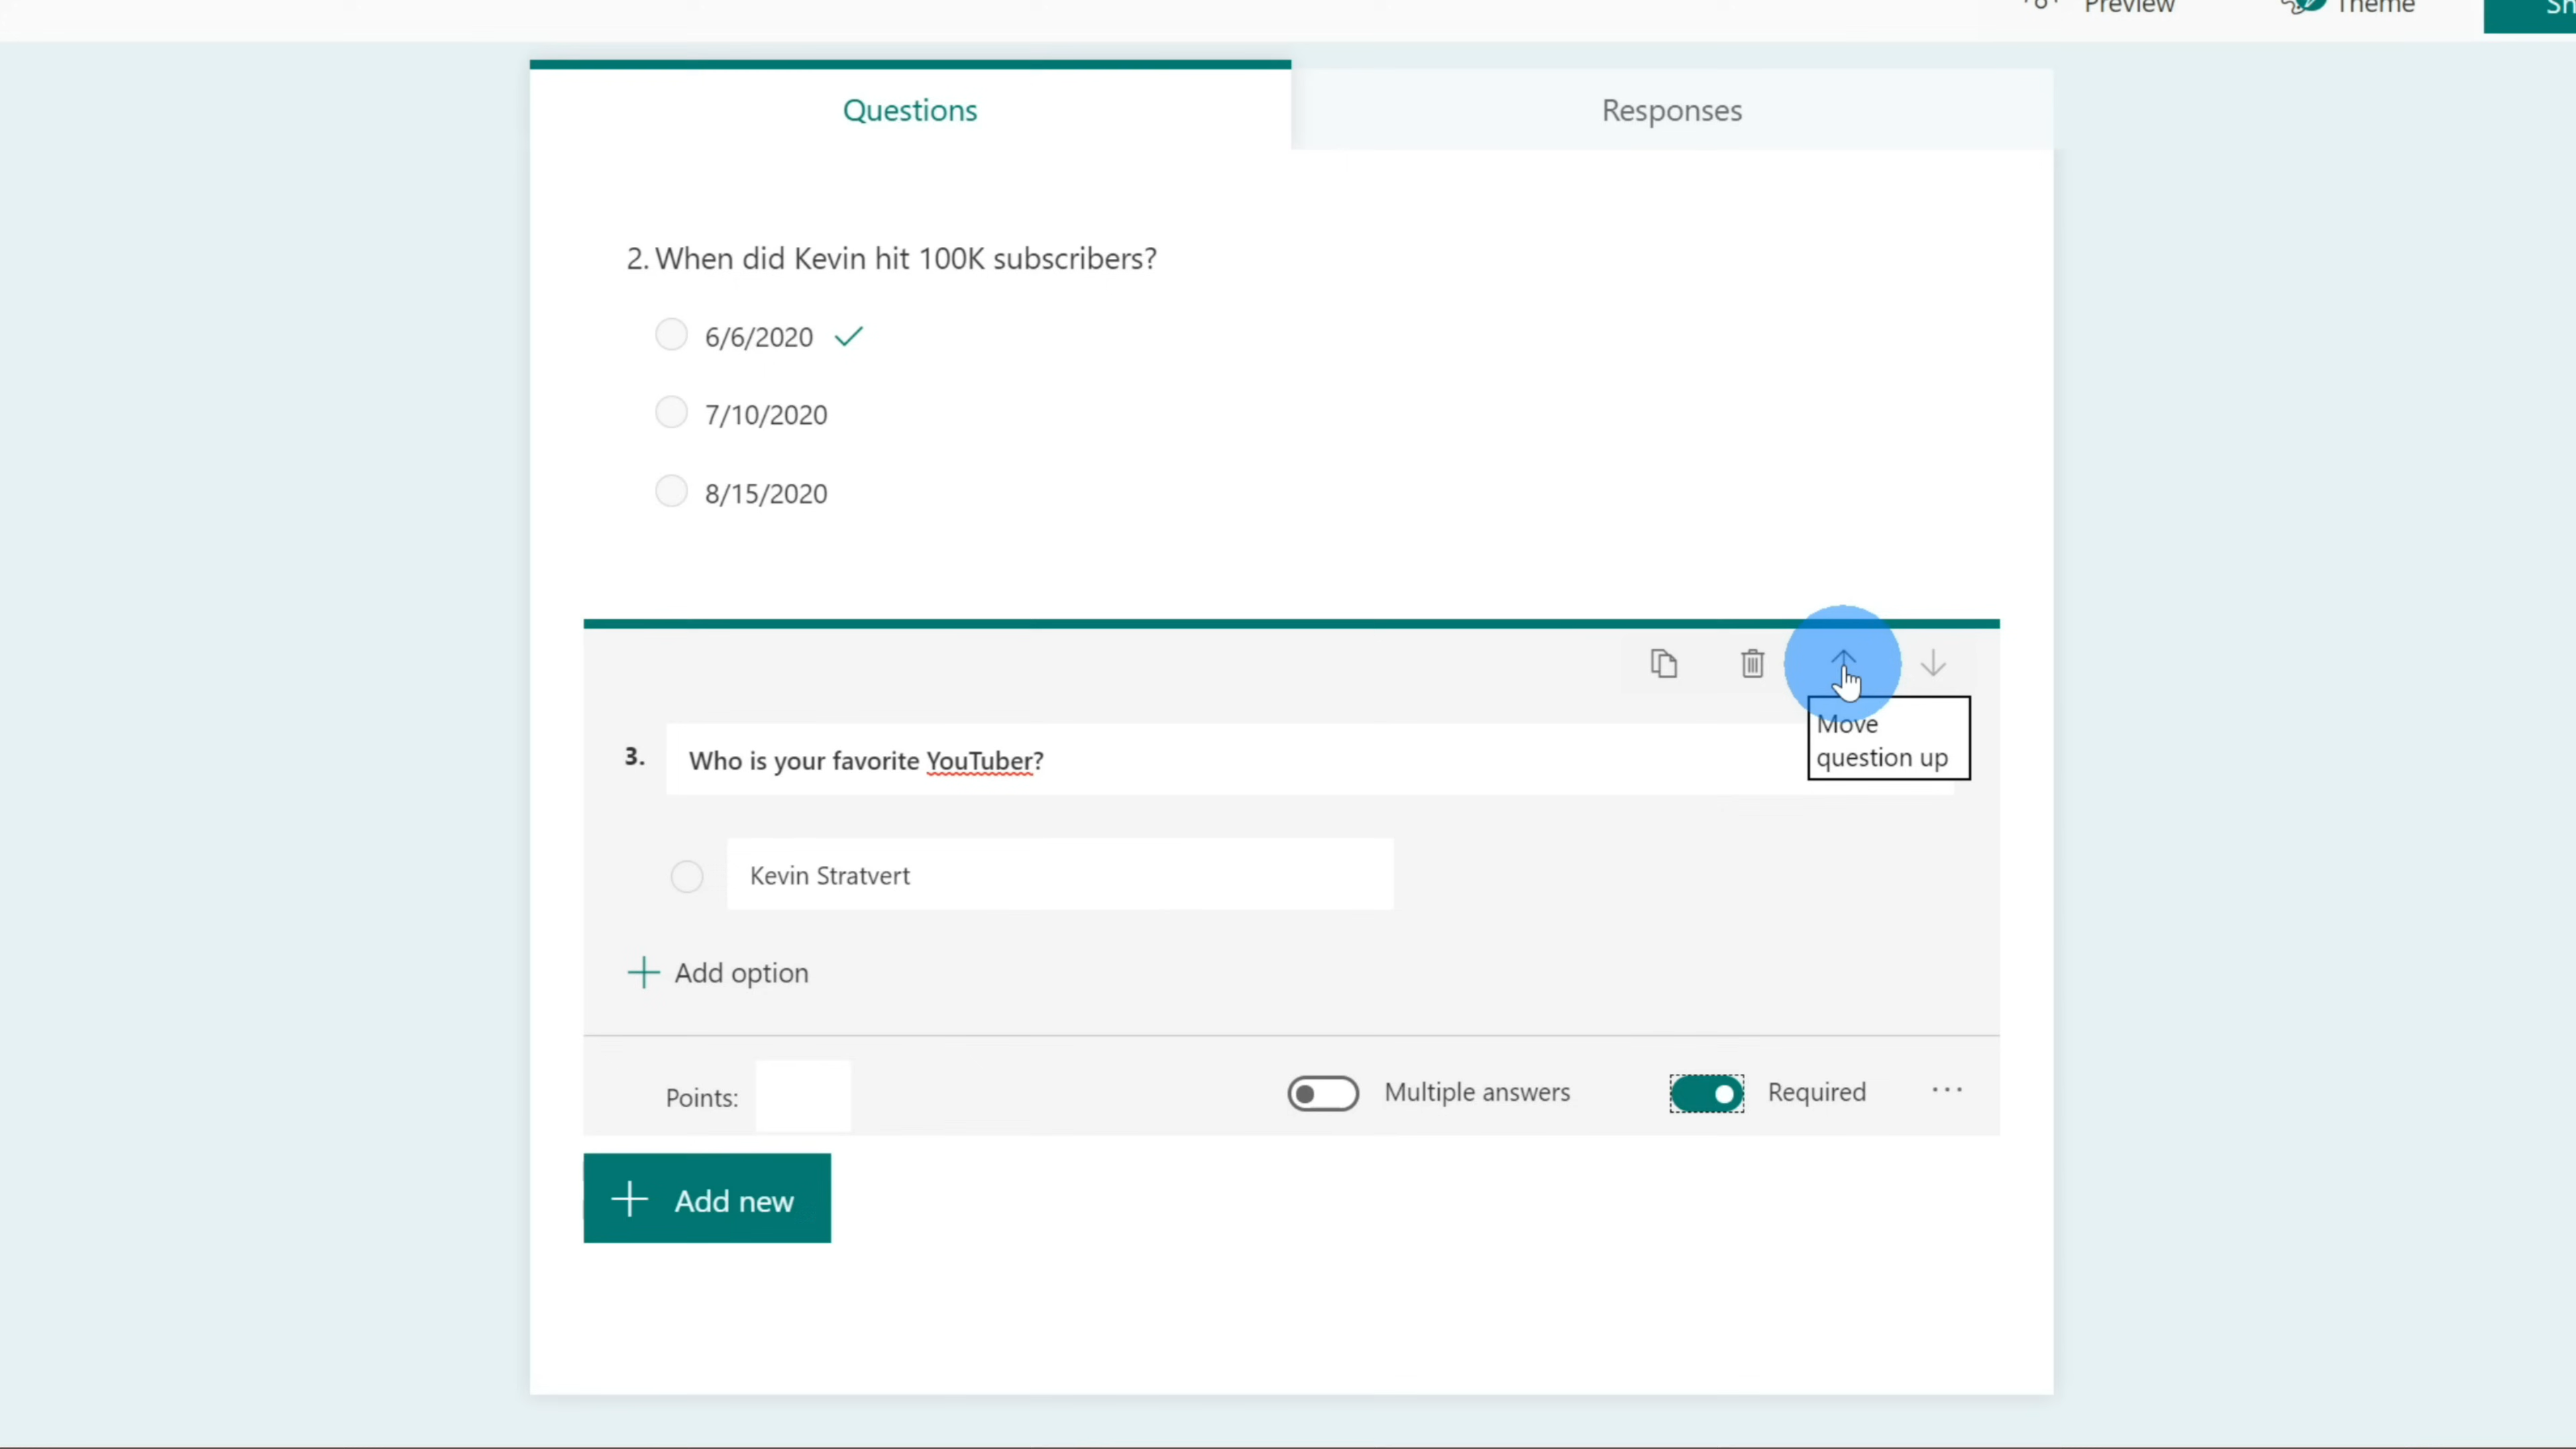 Preview
Theme
Sh
Questions
Responses
2. When did Kevin hit 100K subscribers?
6/6/2020
7/10/2020
8/15/2020
Move
question up
3.
Who is your favorite YouTuber?
Kevin Stratvert
Add option
Points:
Multiple answers
Required
...
Add new